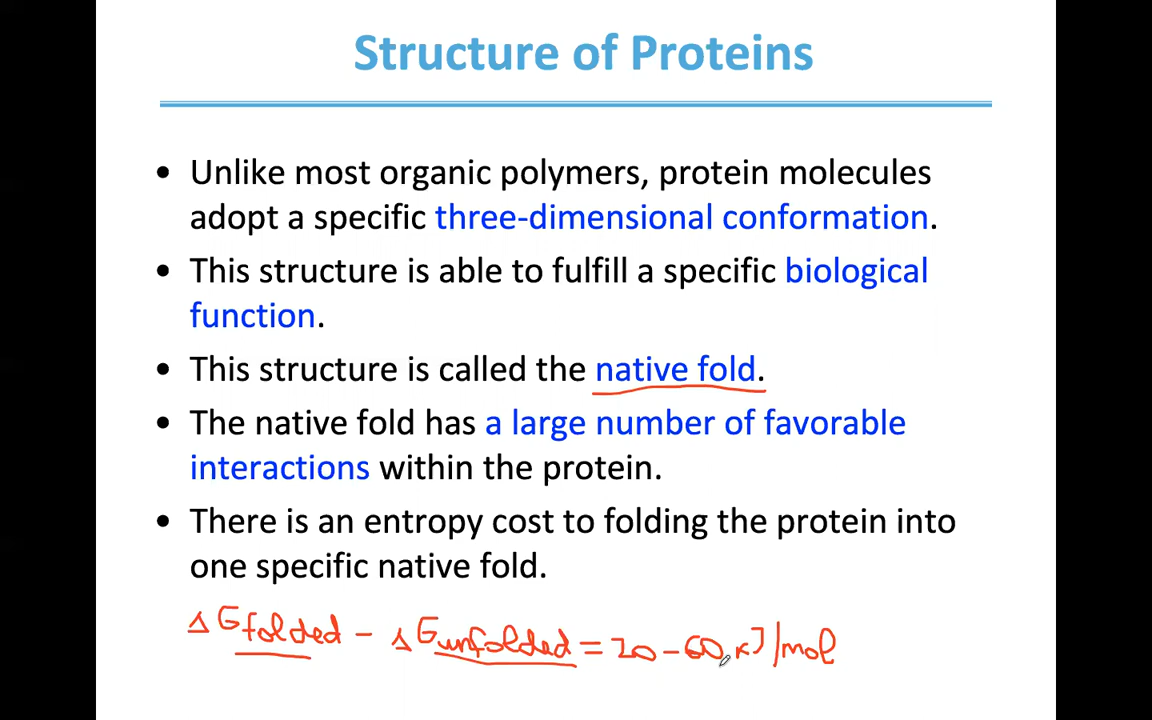 Structure of Proteins
• Unlike most organic polymers, protein molecules
adopt a specific three-dimensional conformation.
• This structure is able to fulfill a specific biological
function.
• This structure is called the native fold.
• The native fold has a large number of favorable
interactions within the protein.
• There is an entropy cost to folding the protein into
one specific native fold.
ΔGfolded - ΔGunfolded = 20-60 KJ/mol